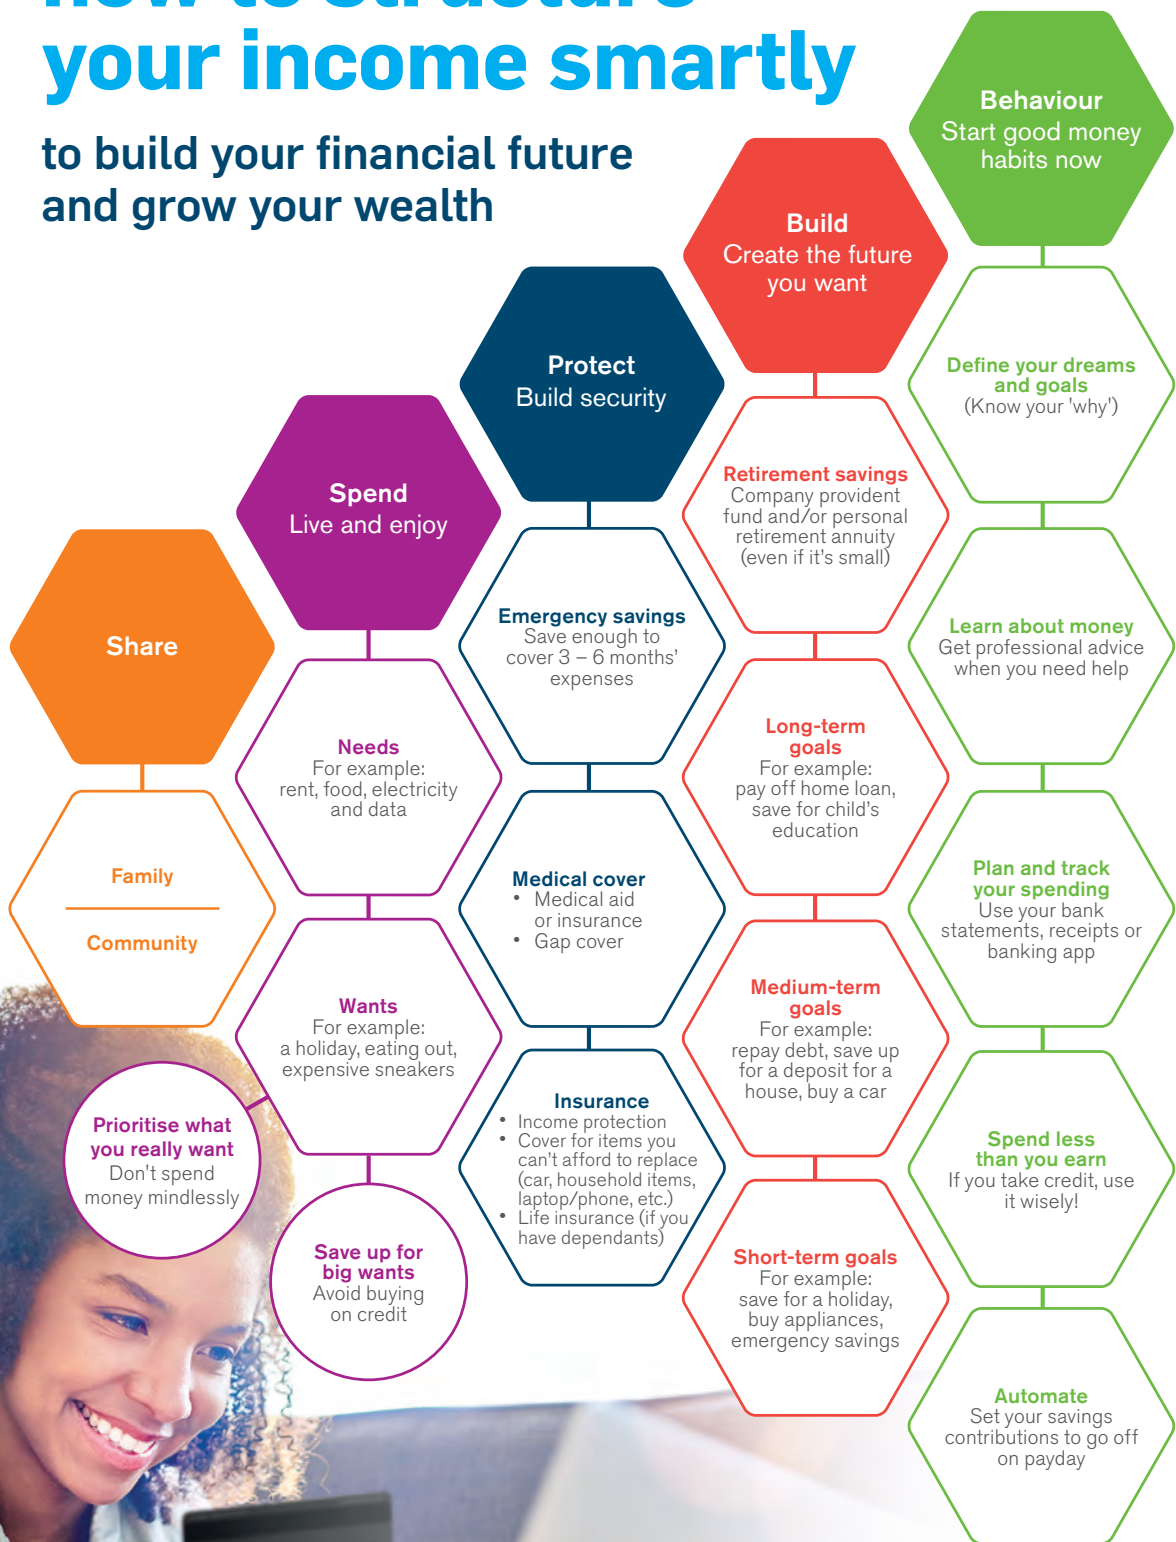 how to structure
your income smartly
to build your financial future
and grow your wealth
Share
Family
Community
Spend
Live and enjoy
Needs
For example:
rent, food, electricity
and data
Wants
For example:
a holiday, eating out,
expensive sneakers
Prioritise what
you really want
Don't spend
money mindlessly
Save up for
big wants
Avoid buying
on credit
Protect
Build security
Emergency savings
Save enough to
cover 3 – 6 months’
expenses
Medical cover
• Medical aid
or insurance
• Gap cover
Insurance
• Income protection
• Cover for items you
can’t afford to replace
(car, household items,
laptop/phone, etc.)
• Life insurance (if you
have dependants)
Build
Create the future
you want
Retirement savings
Company provident
fund and/or personal
retirement annuity
(even if it’s small)
Long-term
goals
For example:
pay off home loan,
save for child’s
education
Medium-term
goals
For example:
repay debt, save up
for a deposit for a
house, buy a car
Short-term goals
For example:
save for a holiday,
buy appliances,
emergency savings
Behaviour
Start good money
habits now
Define your dreams
and goals
(Know your 'why')
Learn about money
Get professional advice
when you need help
Plan and track
your spending
Use your bank
statements, receipts or
banking app
Spend less
than you earn
If you take credit, use
it wisely!
Automate
Set your savings
contributions to go off
on payday